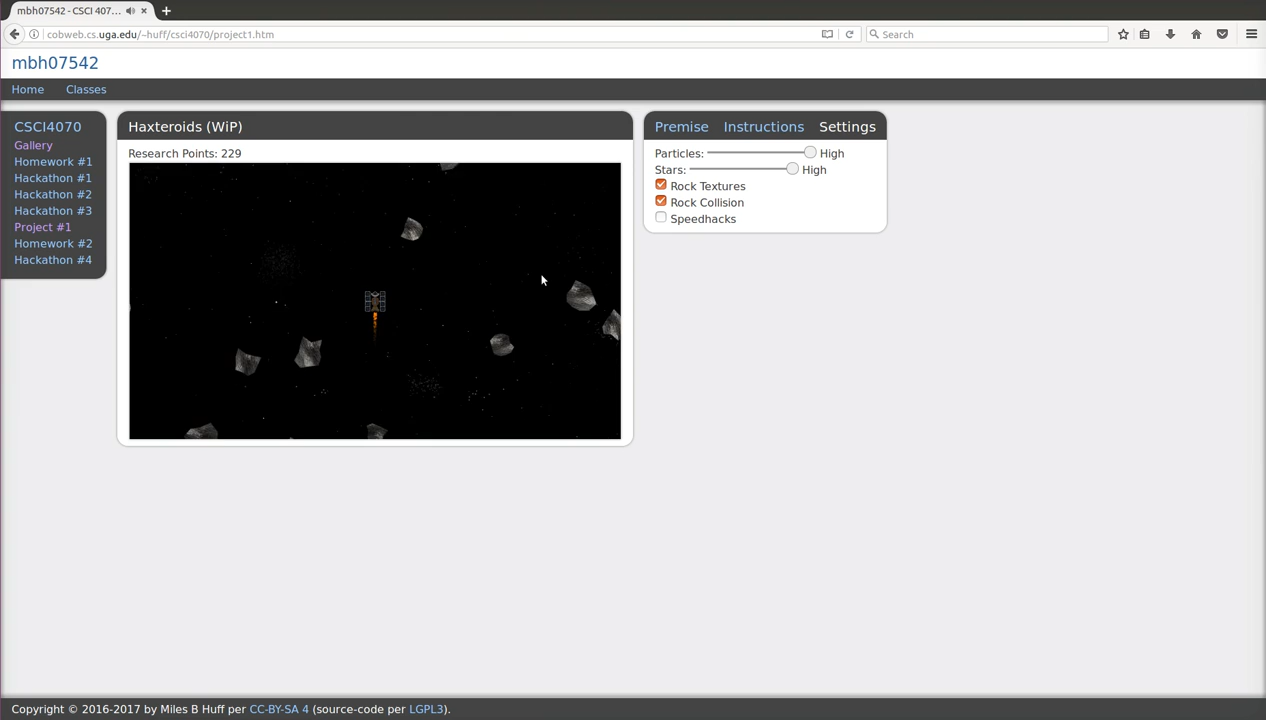 mbh07542 - CSCI 407...
cobweb.cs.uga.edu/~huff/csci4070/project1.htm
Search
mbh07542
Home Classes
CSCI4070
Gallery
Homework #1
Hackathon #1
Hackathon #2
Hackathon #3
Project #1
Homework #2
Hackathon #4
Haxteroids (WiP)
Research Points: 229
Premise Instructions Settings
Particles: High
Stars: High
Rock Textures
Rock Collision
Speedhacks
Copyright © 2016-2017 by Miles B Huff per CC-BY-SA 4 (source-code per LGPL3).